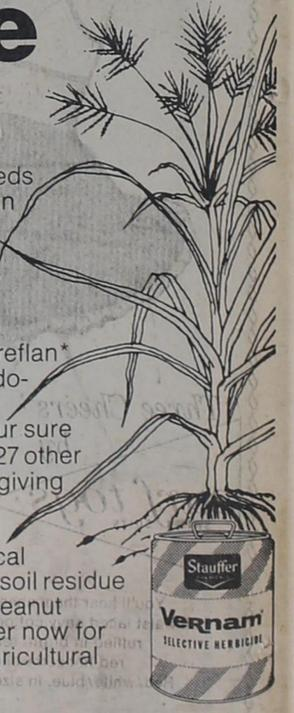 e
eds
n
reflan*
do-
ur sure
27 other
giving
cal
soil residue
eanut
er now for
ricultural
Stauffer
CHEMICALS
Vernam
SELECTIVE HERBICIDE